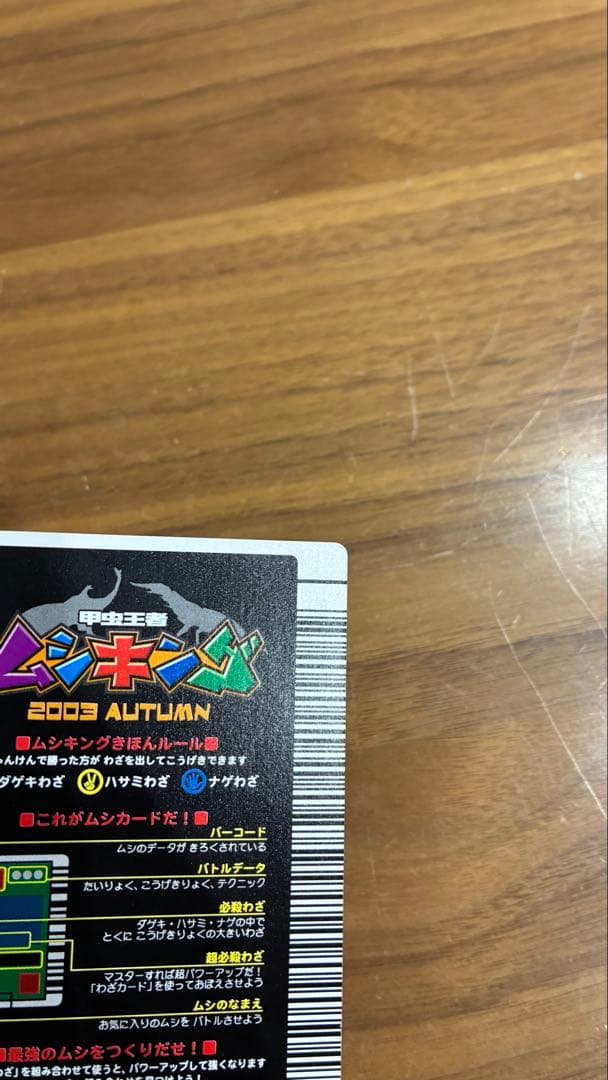 甲虫王者
ムシキング
2003 AUTUMN
ムシキングきほんルール
ゃんけんで勝った方が わざを出してこうげきできます
ダゲキわざ ハサミわざ ナゲわざ
これがムシカードだ！
バーコード
ムシのデータが きろくされている
バトルデータ
たいりょく、こうげきりょく、テクニック
必殺わざ
ダゲキ・ハサミ・ナゲの中で
とくに こうげきりょくの大きいわざ
超必殺わざ
マスターすれば超パワーアップだ！
「わざカード」を使っておぼえさせよう
ムシのなまえ
お気に入りのムシを バトルさせよう
最強のムシをつくりだせ！
わざ」を組み合わせて使うと、パワーアップして強くなります